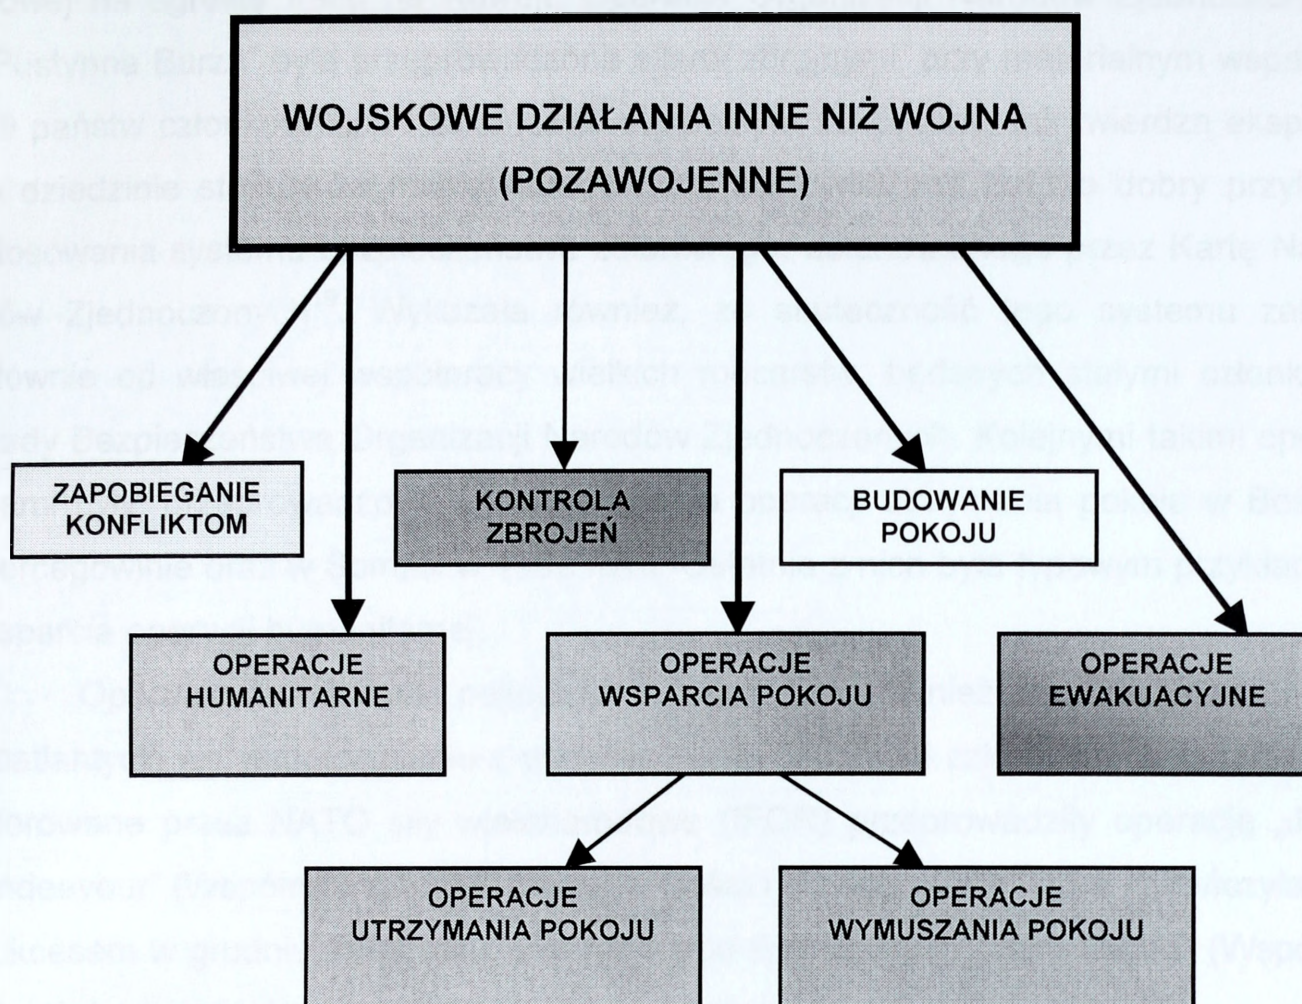 WOJSKOWE DZIAŁANIA INNE NIŻ WOJNA
(POZAWOJENNE)
ZAPOBIEGANIE
KONFLIKTOM
KONTROLA
ZBROJEŃ
BUDOWANIE
POKOJU
OPERACJE
HUMANITARNE
OPERACJE
WSPARCIA POKOJU
OPERACJE
EWAKUACYJNE
OPERACJE
UTRZYMANIA POKOJU
OPERACJE
WYMUSZANIA POKOJU